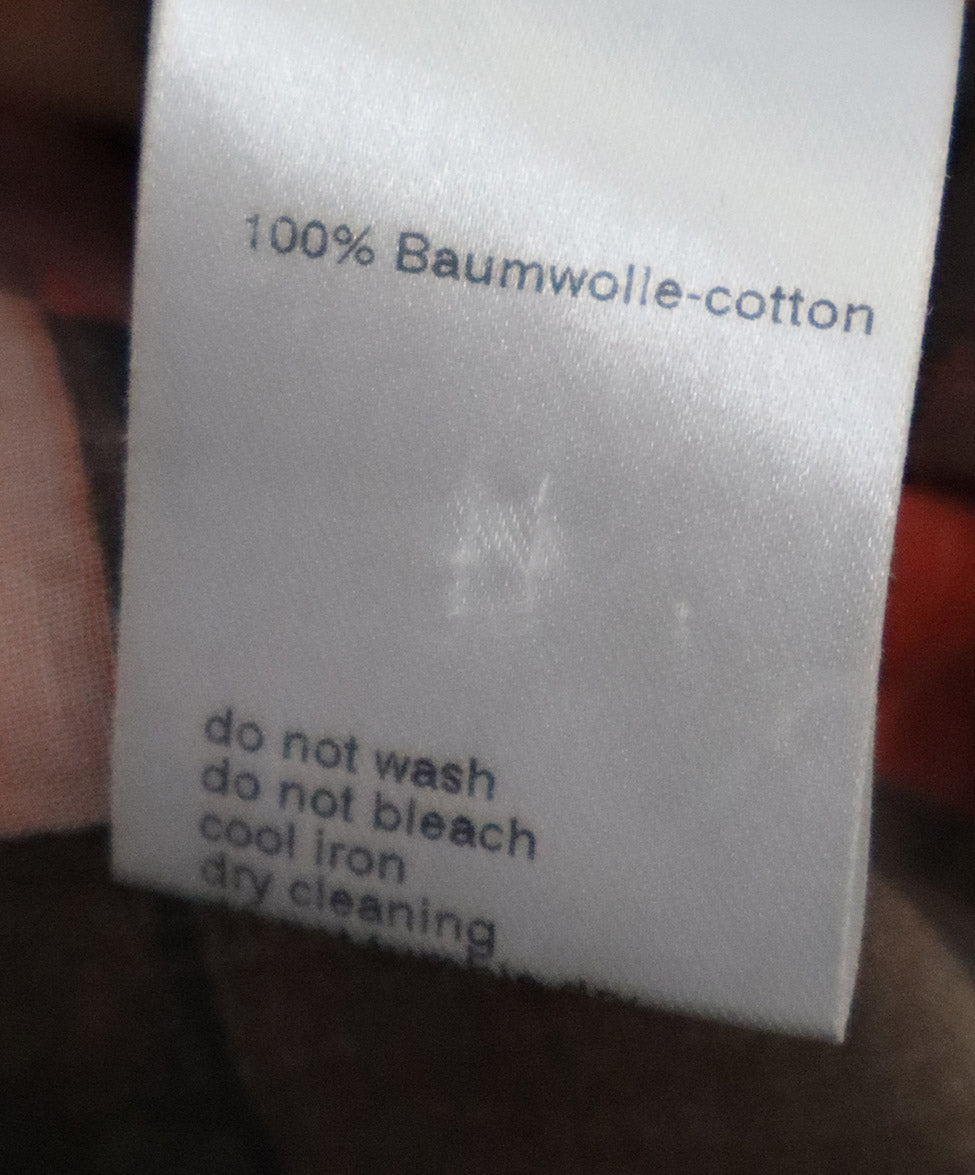 100% Baumwolle-cotton
do not wash
do not bleach
cool iron
dry cleaning